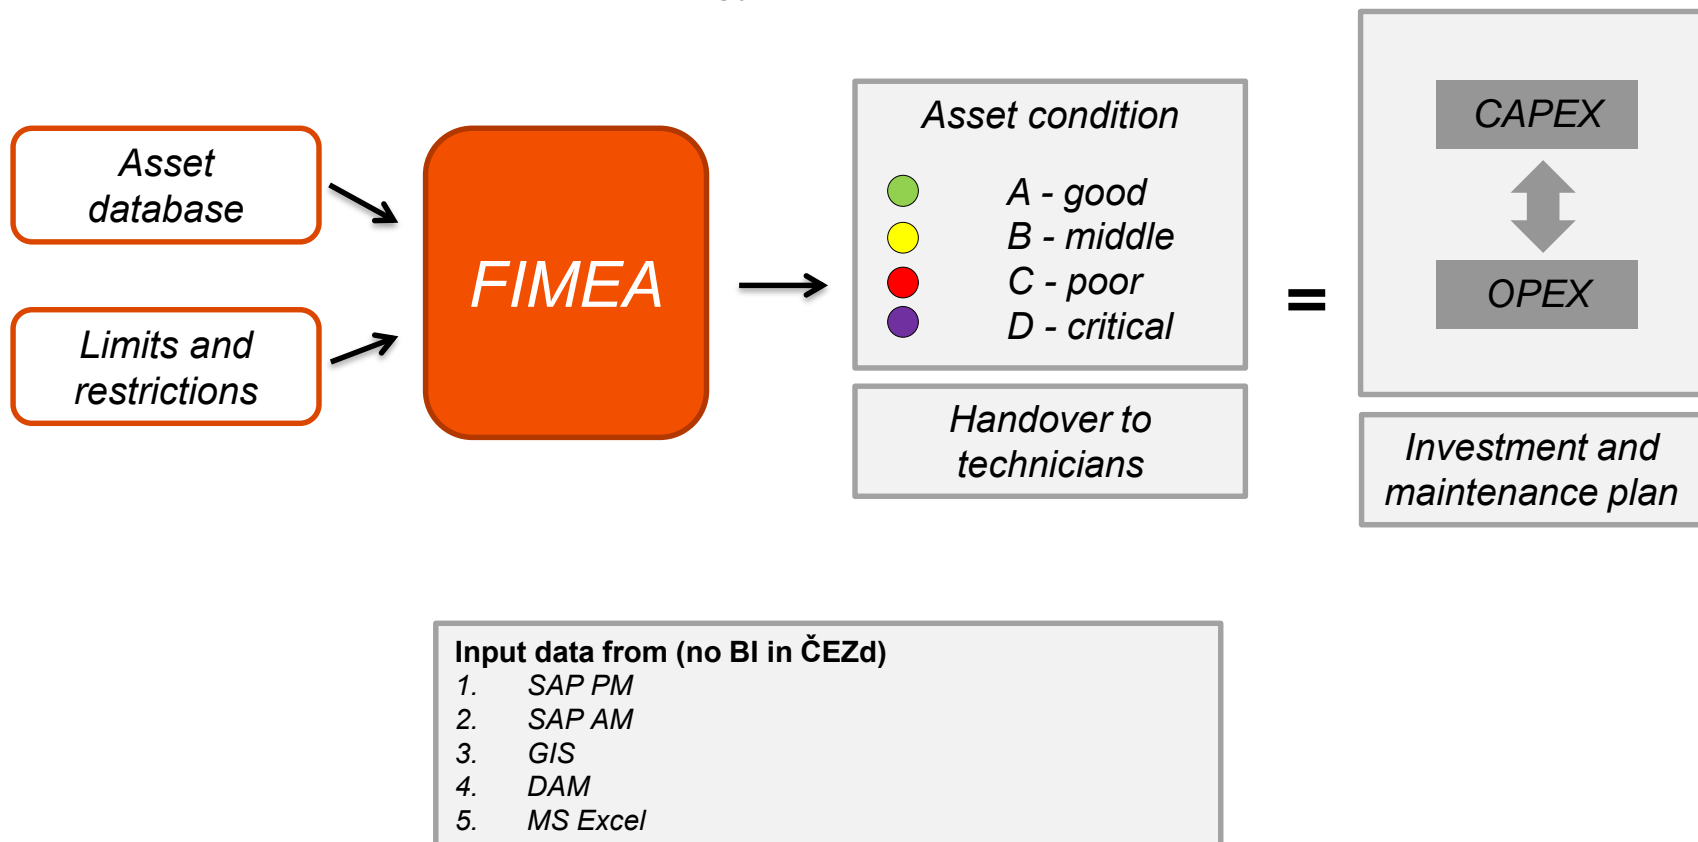 Asset
database
Limits and
restrictions
FIMEA
Asset condition
A - good
B - middle
C - poor
D - critical
Handover to
technicians
=
CAPEX
OPEX
Investment and
maintenance plan
Input data from (no BI in ČEZd)
1. SAP PM
2. SAP AM
3. GIS
4. DAM
5. MS Excel